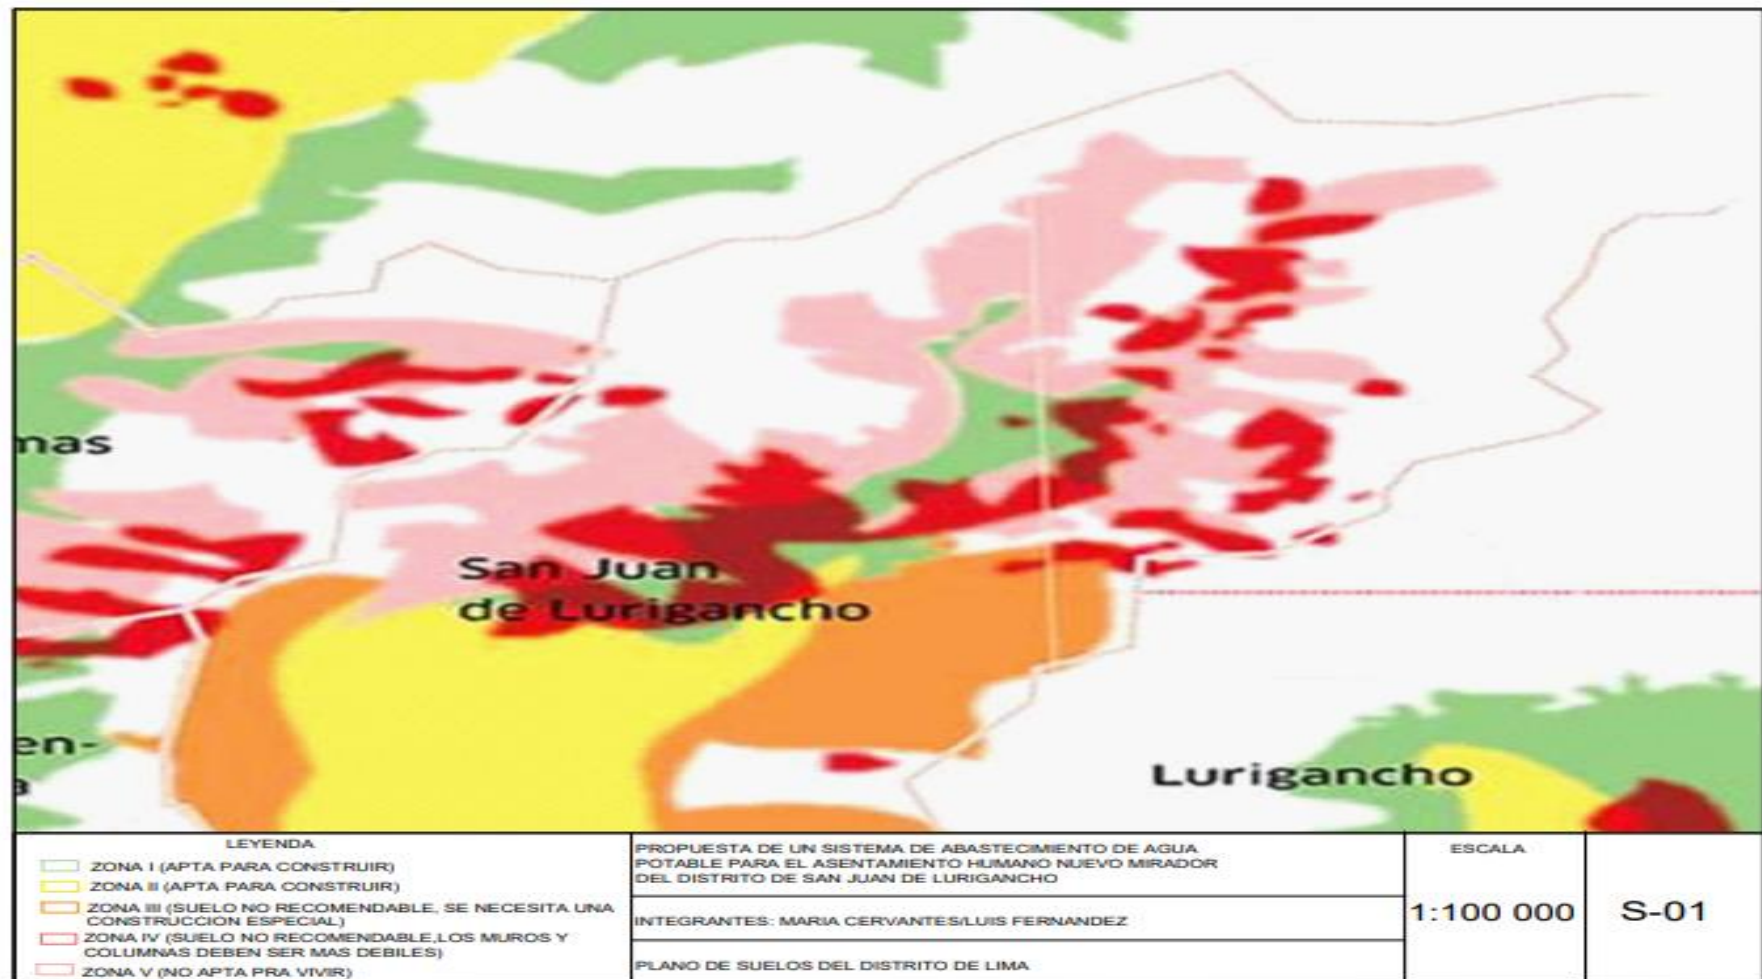 mas
San Juan
de Lurigancho
en-
a
Lurigancho
LEYENDA
ZONA I (APTA PARA CONSTRUIR)
ZONA II (APTA PARA CONSTRUIR)
ZONA III (SUELO NO RECOMENDABLE, SE NECESITA UNA
CONSTRUCCION ESPECIAL)
ZONA IV (SUELO NO RECOMENDABLE,LOS MUROS Y
COLUMNAS DEBEN SER MAS DEBILES)
ZONA V (NO APTA PRA VIVIR)
PROPUESTA DE UN SISTEMA DE ABASTECIMIENTO DE AGUA
POTABLE PARA EL ASENTAMIENTO HUMANO NUEVO MIRADOR
DEL DISTRITO DE SAN JUAN DE LURIGANCHO
INTEGRANTES: MARIA CERVANTES/LUIS FERNANDEZ
PLANO DE SUELOS DEL DISTRITO DE LIMA
ESCALA
1:100 000
S-01